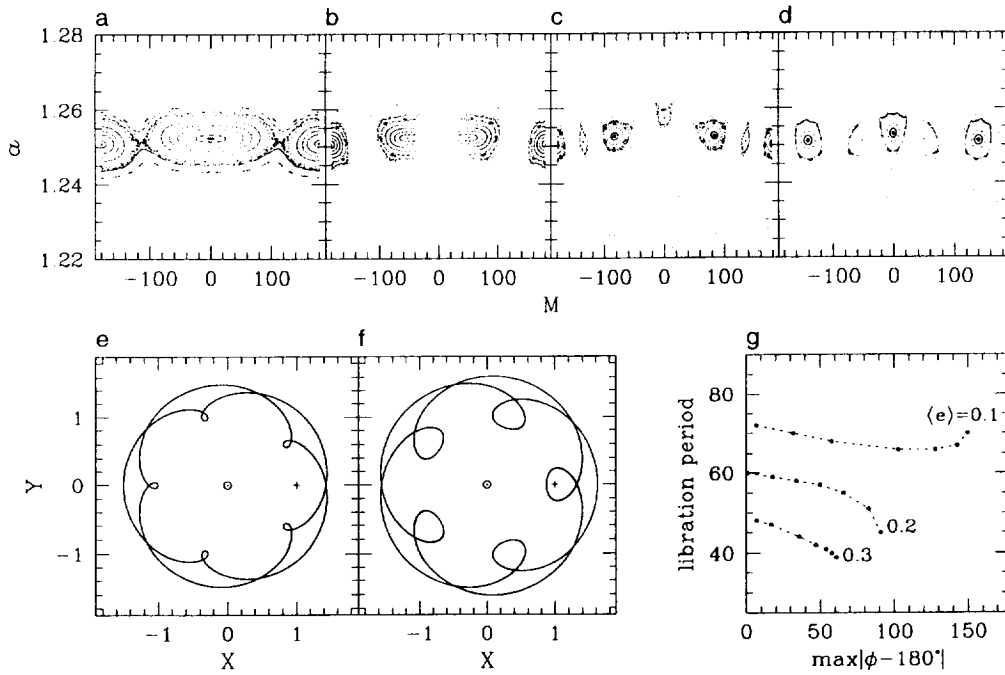 a b c d
1.28
1.26
1.24
1.22
α
−100 0 100 −100 0 100 −100 0 100 −100 0 100
M
e f g
1
0
−1
Y
−1 0 1
X
−1 0 1
X
80
60
40
libration period
⟨e⟩=0.1
0.2
0.3
0 50 100 150
max|ϕ−180°|